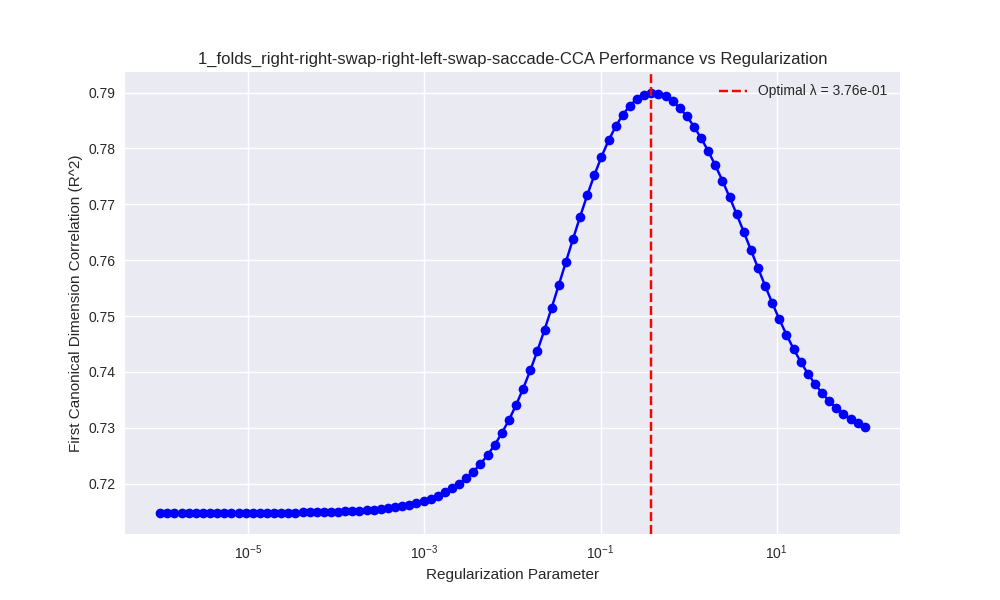 1_folds_right-right-swap-right-left-swap-saccade-CCA Performance vs Regularization
Optimal λ = 3.76e-01
First Canonical Dimension Correlation (R^2)
0.79
0.78
0.77
0.76
0.75
0.74
0.73
0.72
10⁻⁵ 10⁻³ 10⁻¹ 10¹
Regularization Parameter